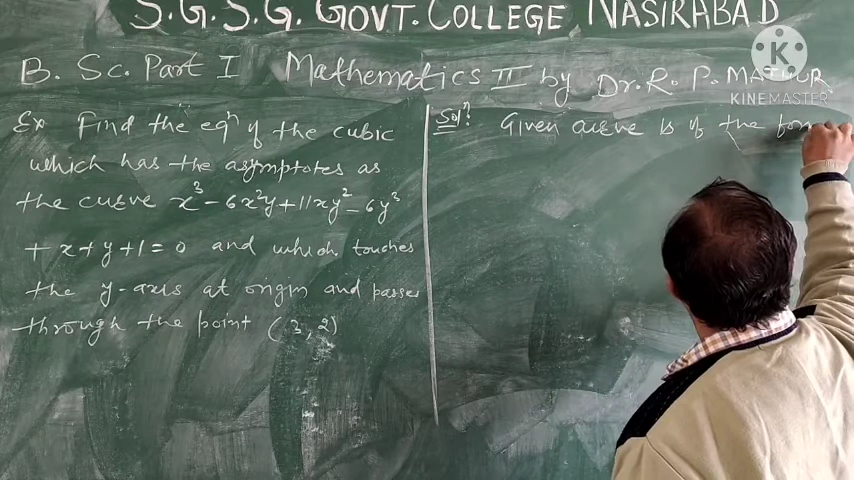 S.G.S.G. GOVT. COLLEGE NASIRABAD
B. Sc. Part I Mathematics II by Dr. R. P. MATHUR
K
KINEMASTER
Ex Find the eqⁿ of the cubic
which has the asymptotes as
the curve x³ - 6x²y + 11xy² - 6y³
+ x + y + 1 = 0 and which touches
the y-axis at origin and passes
through the point (3, 2)
Solⁿ: Given curve is of the form